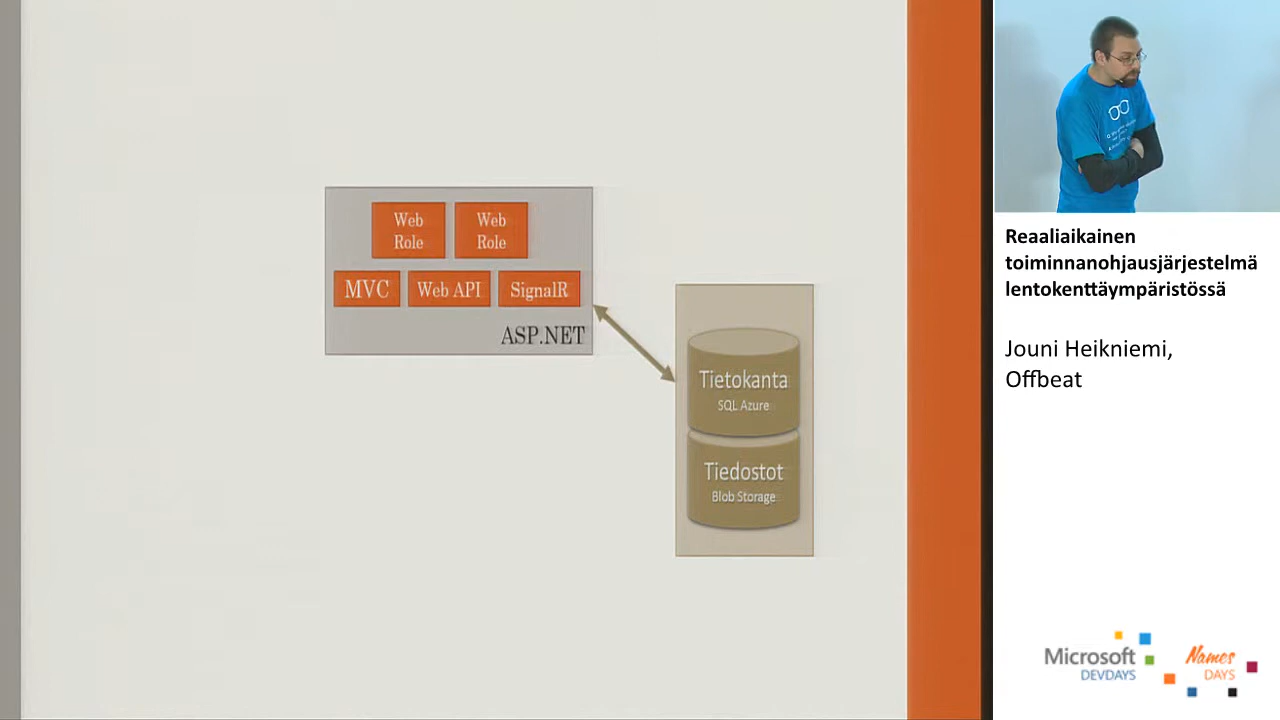 Web
Role
Web
Role
MVC
Web API
SignalR
ASP.NET
Tietokanta
SQL Azure
Tiedostot
Blob Storage
Reaaliaikainen
toiminnanohjausjärjestelmä
lentokenttäympäristössä
Jouni Heikniemi,
Offbeat
Microsoft
DEVDAYS
Names
DAYS